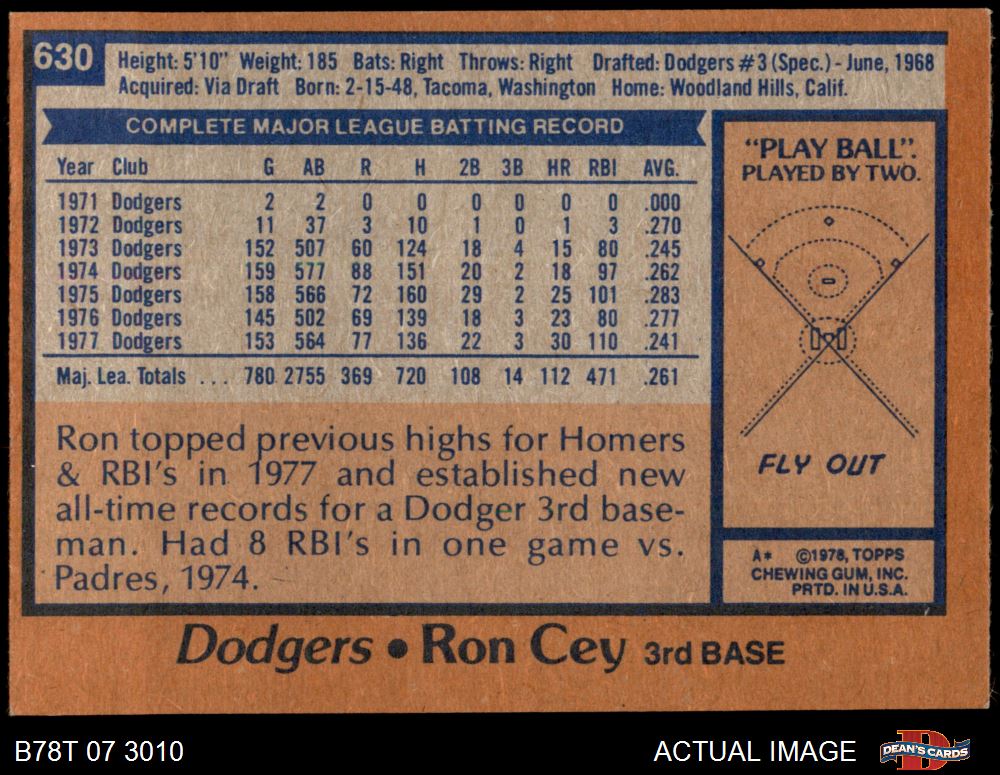 630
Height: 5'10" Weight: 185 Bats: Right Throws: Right Drafted: Dodgers #3 (Spec.) - June, 1968
Acquired: Via Draft Born: 2-15-48, Tacoma, Washington Home: Woodland Hills, Calif.
COMPLETE MAJOR LEAGUE BATTING RECORD
Year Club G AB R H 2B 3B HR RBI AVG.
1971 Dodgers 2 2 0 0 0 0 0 0 .000
1972 Dodgers 11 37 3 10 1 0 1 3 .270
1973 Dodgers 152 507 60 124 18 4 15 80 .245
1974 Dodgers 159 577 88 151 20 2 18 97 .262
1975 Dodgers 158 566 72 160 29 2 25 101 .283
1976 Dodgers 145 502 69 139 18 3 23 80 .277
1977 Dodgers 153 564 77 136 22 3 30 110 .241
Maj. Lea. Totals ... 780 2755 369 720 108 14 112 471 .261
Ron topped previous highs for Homers
& RBI's in 1977 and established new
all-time records for a Dodger 3rd base-
man. Had 8 RBI's in one game vs.
Padres, 1974.
"PLAY BALL".
PLAYED BY TWO.
FLY OUT
A* ©1978, TOPPS
CHEWING GUM, INC.
PRTD. IN U.S.A.
Dodgers • Ron Cey 3rd BASE
B78T 07 3010
ACTUAL IMAGE
DEAN'S CARDS